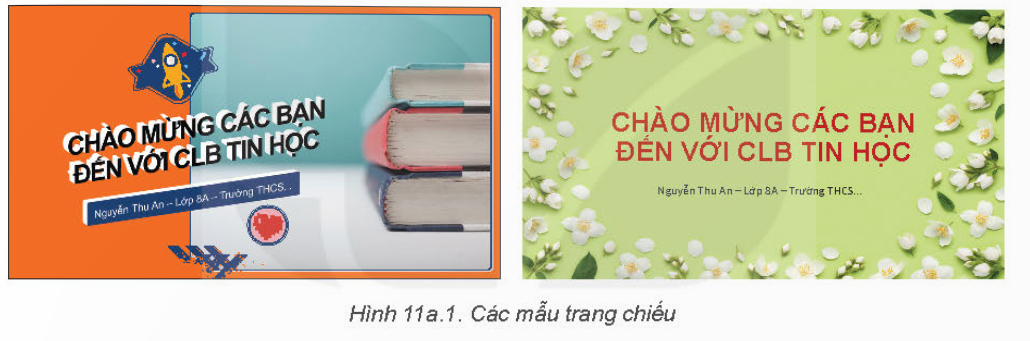 CHÀO MỪNG CÁC BẠN
ĐẾN VỚI CLB TIN HỌC
Nguyễn Thu An – Lớp 8A – Trường THCS. .
CHÀO MỪNG CÁC BẠN
ĐẾN VỚI CLB TIN HỌC
Nguyễn Thu An – Lớp 8A – Trường THCS...
Hình 11a.1. Các mẫu trang chiếu